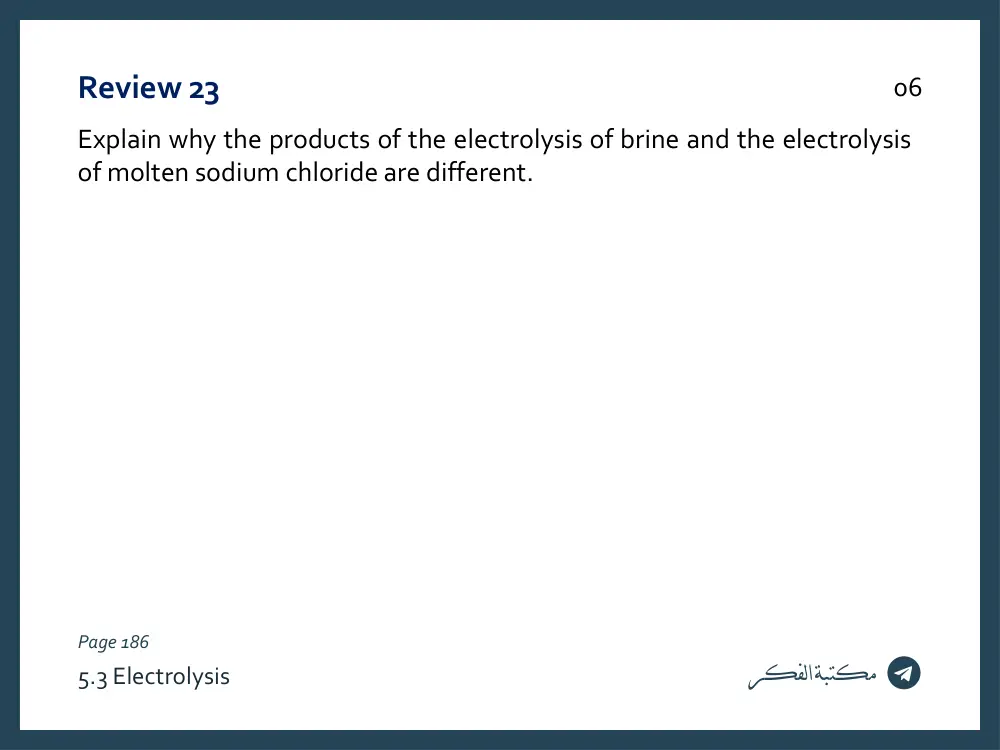 Review 23
06
Explain why the products of the electrolysis of brine and the electrolysis
of molten sodium chloride are different.
Page 186
5.3 Electrolysis
مكتبة الفكر